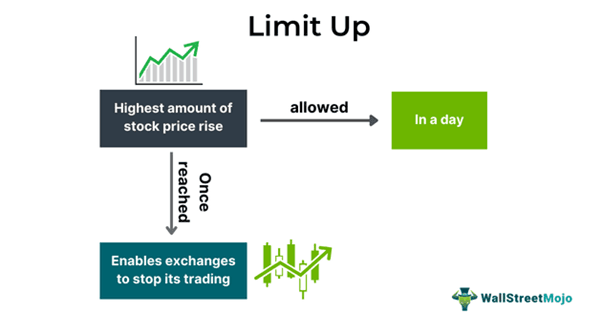 Limit Up
Highest amount of
stock price rise
allowed
In a day
Once
reached
Enables exchanges
to stop its trading
WallStreetMojo